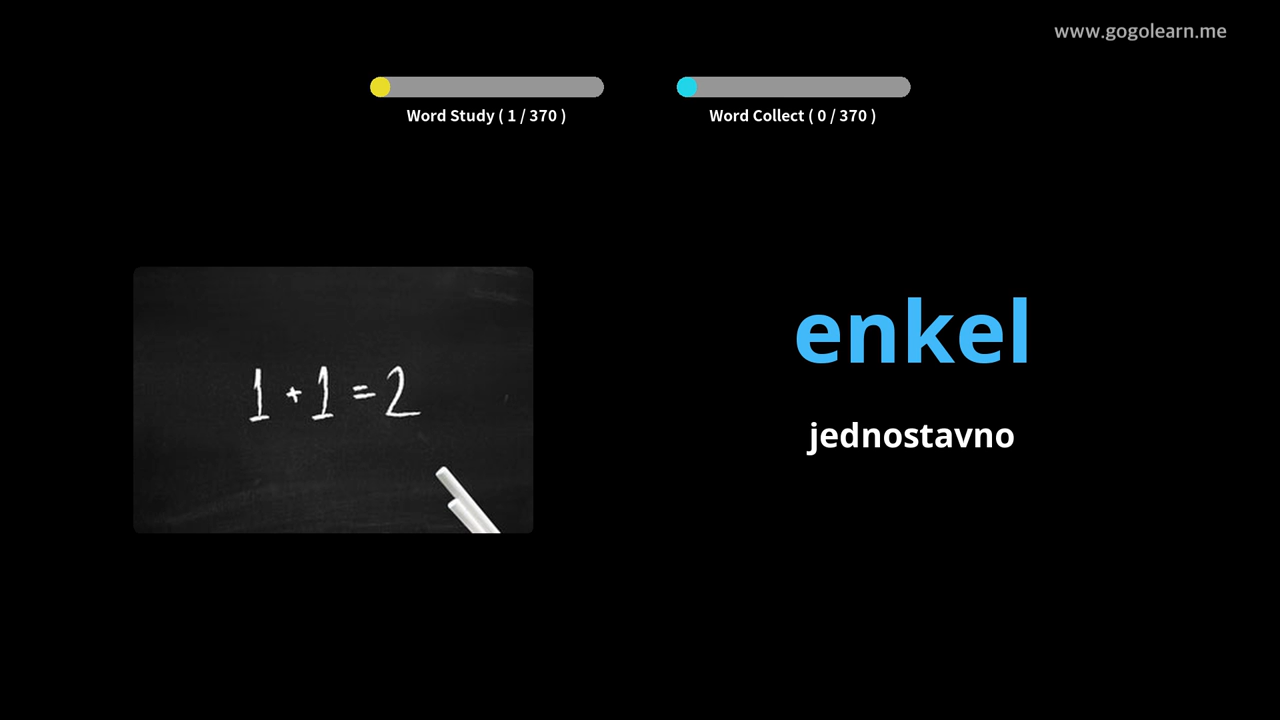 www.gogolearn.me
Word Study ( 1 / 370 )
Word Collect ( 0 / 370 )
1 + 1 = 2
enkel
jednostavno